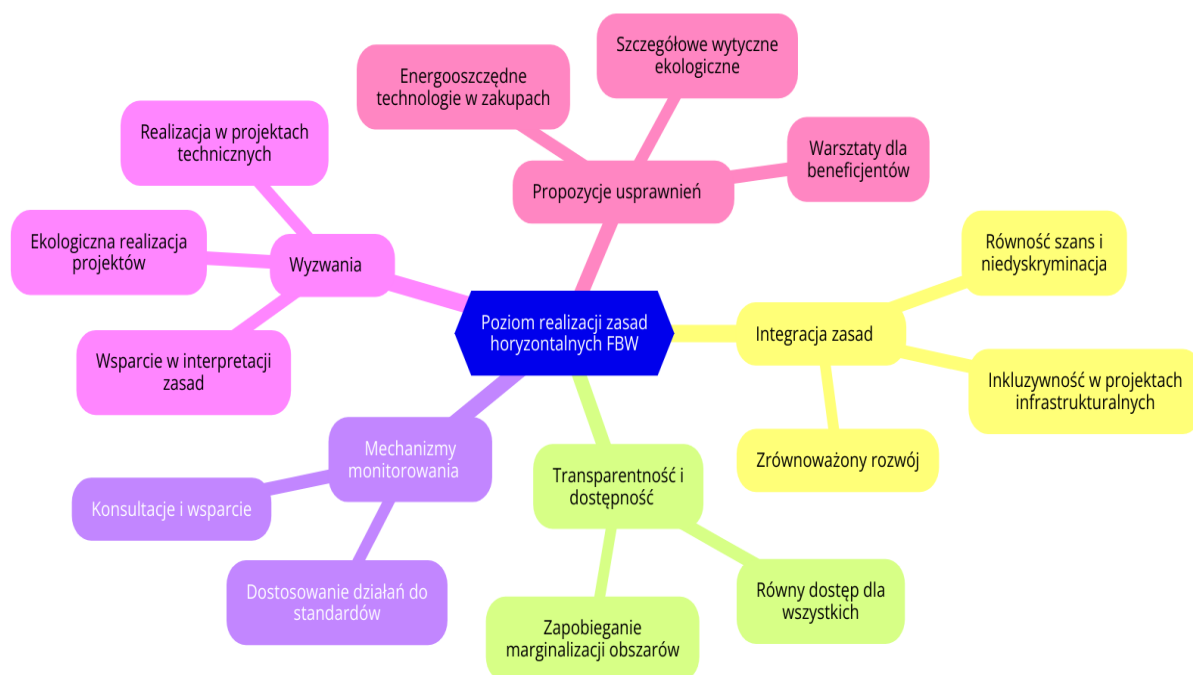 Szczegółowe wytyczne
ekologiczne
Energooszczędne
technologie w zakupach
Warsztaty dla
beneficjentów
Propozycje usprawnień
Realizacja w projektach
technicznych
Ekologiczna realizacja
projektów
Wyzwania
Wsparcie w interpretacji
zasad
Poziom realizacji zasad
horyzontalnych FBW
Równość szans i
niedyskryminacja
Integracja zasad
Inkluzywność w projektach
infrastrukturalnych
Zrównoważony rozwój
Mechanizmy
monitorowania
Konsultacje i wsparcie
Dostosowanie działań do
standardów
Transparentność i
dostępność
Równy dostęp dla
wszystkich
Zapobieganie
marginalizacji obszarów